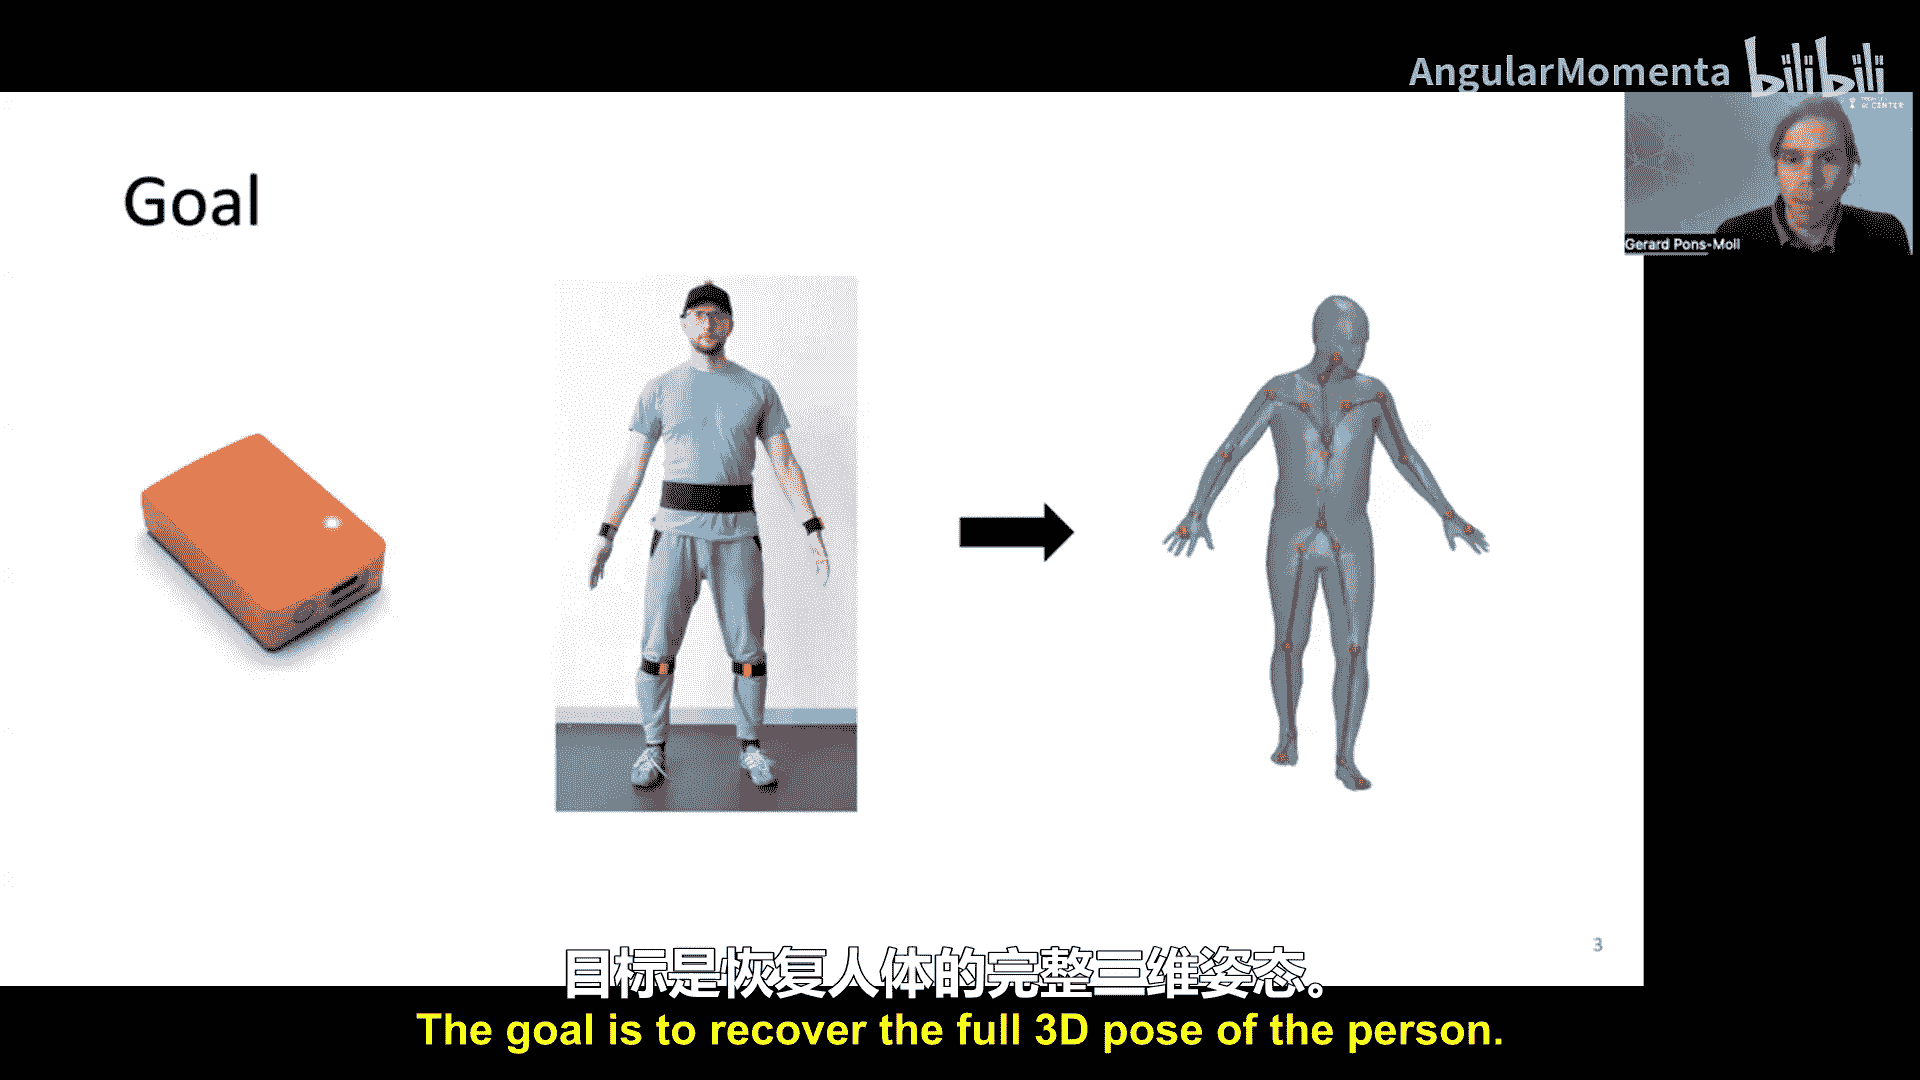 AngularMomenta bilibili
CENTER
Goal
Gerard Pons-Moll
3
目标是恢复人体的完整三维姿态。
The goal is to recover the full 3D pose of the person.